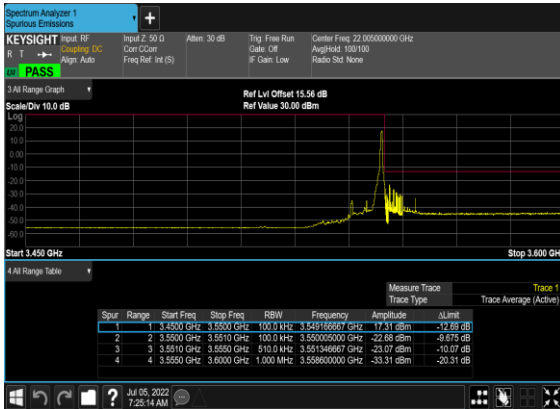 Spectrum Analyzer 1
Spurious Emissions
KEYSIGHT
R T
Input: RF
Coupling: DC
Align: Auto
Input Z: 50 Ω
Corr CCorr
Freq Ref: Int (S)
Atten: 30 dB
Trig: Free Run
Gate: Off
IF Gain: Low
Center Freq: 22.005000000 GHz
Avg|Hold: 100/100
Radio Std: None
PASS
3 All Range Graph
Scale/Div 10.0 dB
Ref Lvl Offset 15.56 dB
Ref Value 30.00 dBm
Log
20.0
10.0
0.00
-10.0
-20.0
-30.0
-40.0
-50.0
-60.0
Start 3.450 GHz
Stop 3.600 GH
4 All Range Table
Measure Trace Trace 1
Trace Type Trace Average (Active)
Spur Range Start Freq Stop Freq RBW Frequency Amplitude ΔLimit
1 1 3.4500 GHz 3.5500 GHz 100.0 kHz 3.549166667 GHz 17.31 dBm -12.69 dB
2 2 3.5500 GHz 3.5510 GHz 100.0 kHz 3.550005000 GHz -22.68 dBm -9.675 dB
3 3 3.5510 GHz 3.5550 GHz 510.0 kHz 3.551346667 GHz -23.07 dBm -10.07 dB
4 4 3.5550 GHz 3.6000 GHz 1.000 MHz 3.558600000 GHz -33.31 dBm -20.31 dB
Jul 05, 2022
7:25:14 AM